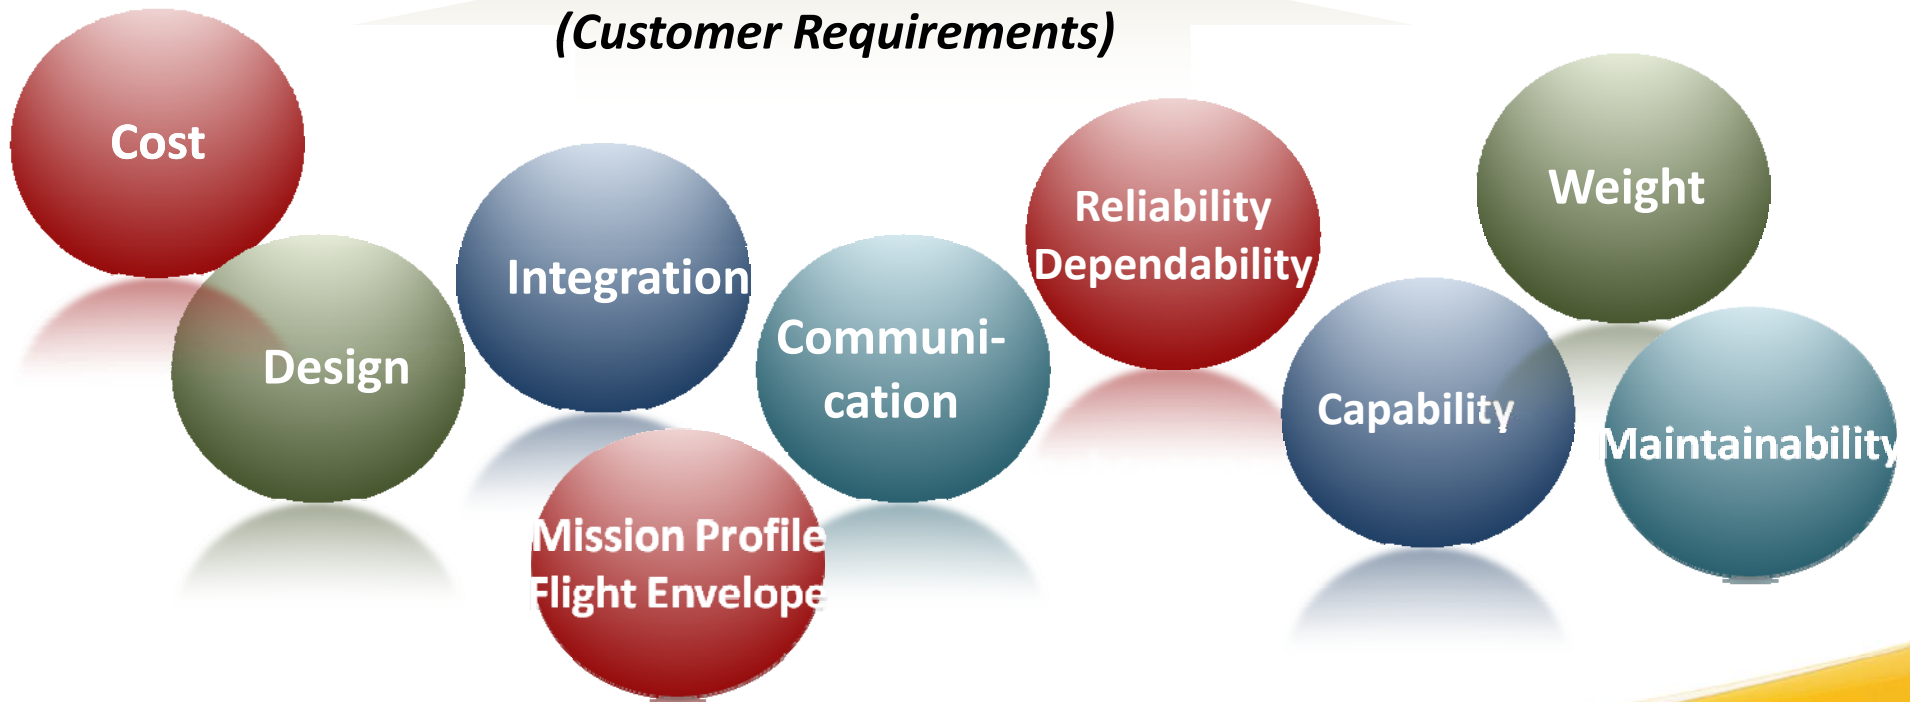 (Customer Requirements)
Cost
Design
Integration
Mission Profile
Flight Envelope
Communi-
cation
Reliability
Dependability
Capability
Weight
Maintainability